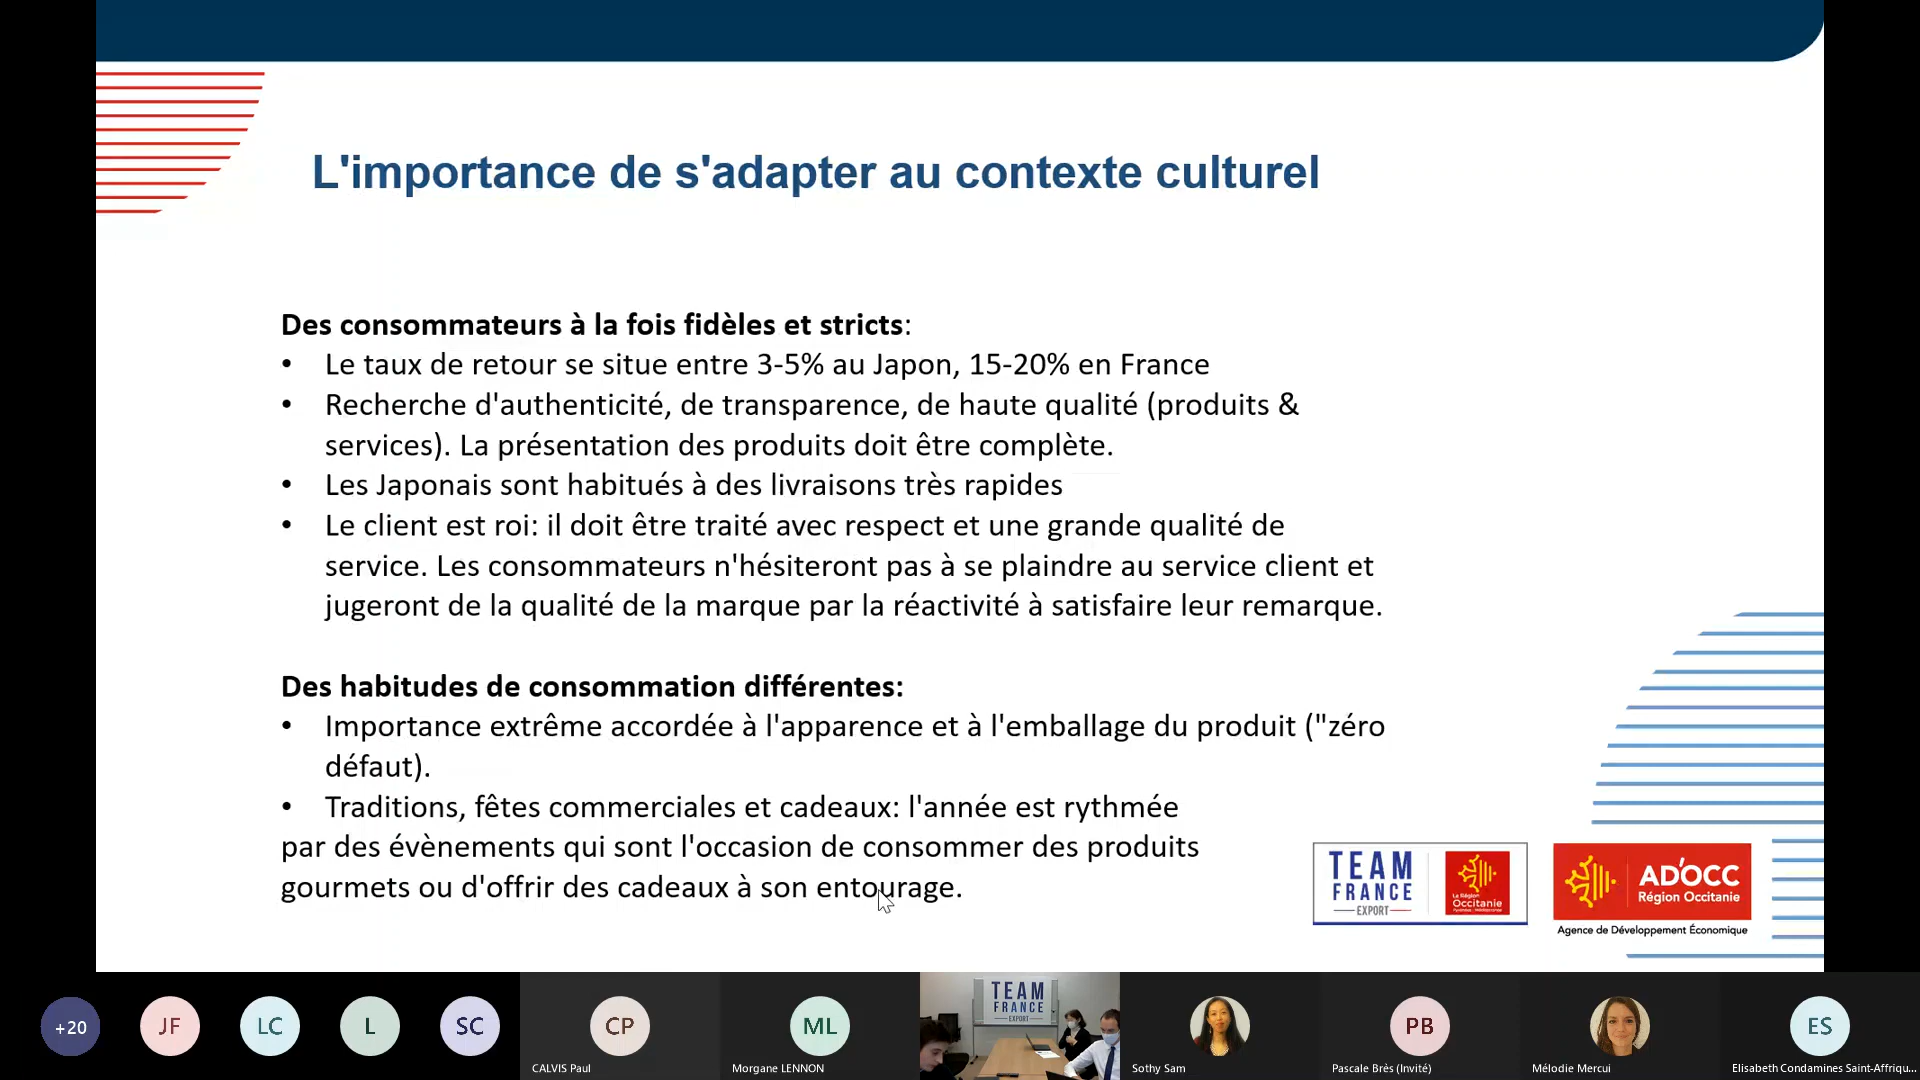 L'importance de s'adapter au contexte culturel
Des consommateurs à la fois fidèles et stricts:
• Le taux de retour se situe entre 3-5% au Japon, 15-20% en France
• Recherche d'authenticité, de transparence, de haute qualité (produits &
services). La présentation des produits doit être complète.
• Les Japonais sont habitués à des livraisons très rapides
• Le client est roi: il doit être traité avec respect et une grande qualité de
service. Les consommateurs n'hésiteront pas à se plaindre au service client et
jugeront de la qualité de la marque par la réactivité à satisfaire leur remarque.
Des habitudes de consommation différentes:
• Importance extrême accordée à l'apparence et à l'emballage du produit ("zéro
défaut).
• Traditions, fêtes commerciales et cadeaux: l'année est rythmée
par des évènements qui sont l'occasion de consommer des produits
gourmets ou d'offrir des cadeaux à son entourage.
TEAM
FRANCE
EXPORT
La Région
Occitanie
Pyrénées - Méditerranée
AD'OCC
Région Occitanie
Agence de Développement Économique
+20
JF
LC
L
SC
CP
CALVIS Paul
ML
Morgane LENNON
TEAM
FRANCE
EXPORT
Sothy Sam
PB
Pascale Brès (Invité)
Mélodie Mercui
ES
Elisabeth Condamines Saint-Affriqu...